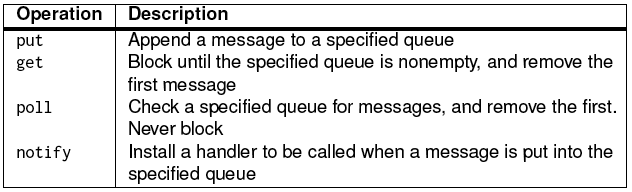 Operation Description
put Append a message to a specified queue
get Block until the specified queue is nonempty, and remove the
first message
poll Check a specified queue for messages, and remove the first.
Never block
notify Install a handler to be called when a message is put into the
specified queue